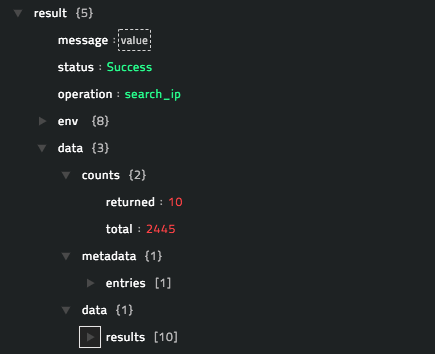 result {5}
message : value
status : Success
operation : search_ip
env {8}
data {3}
counts {2}
returned : 10
total : 2445
metadata {1}
entries [1]
data {1}
results [10]